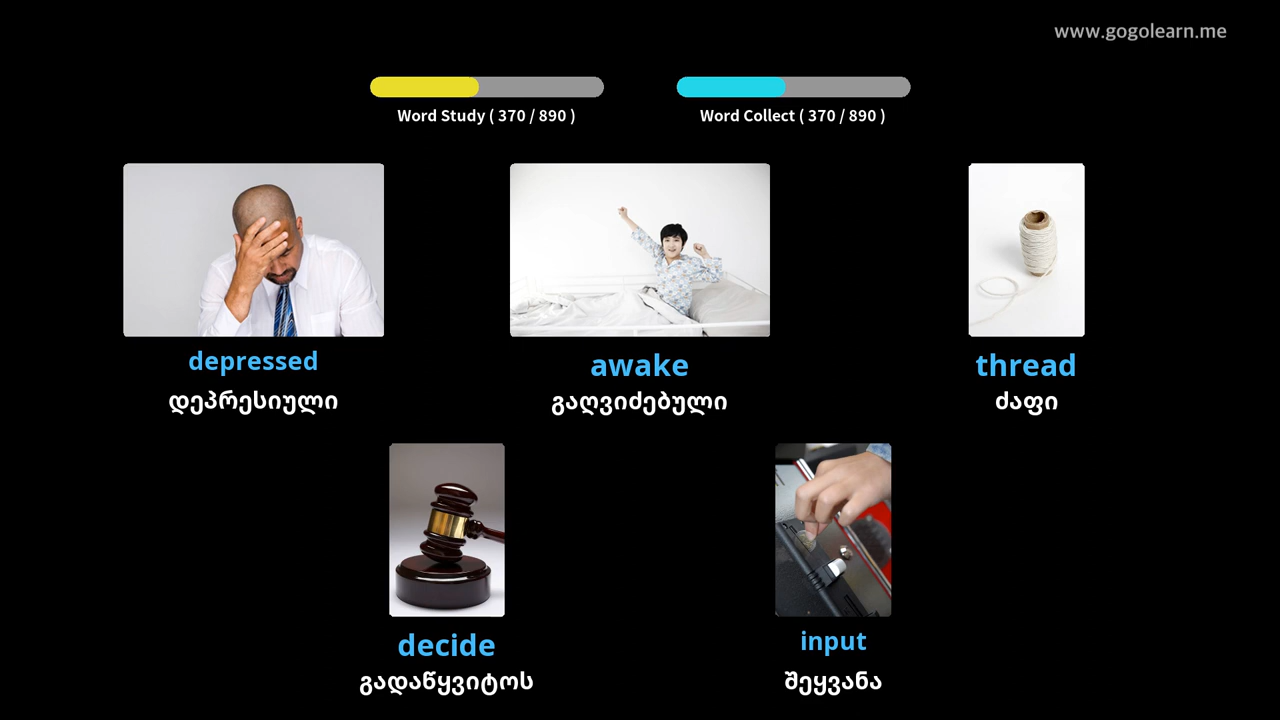 www.gogolearn.me
Word Study ( 370 / 890 )
Word Collect ( 370 / 890 )
depressed
დეპრესიული
awake
გაღვიძებული
thread
ძაფი
decide
გადაწყვიტოს
input
შეყვანა